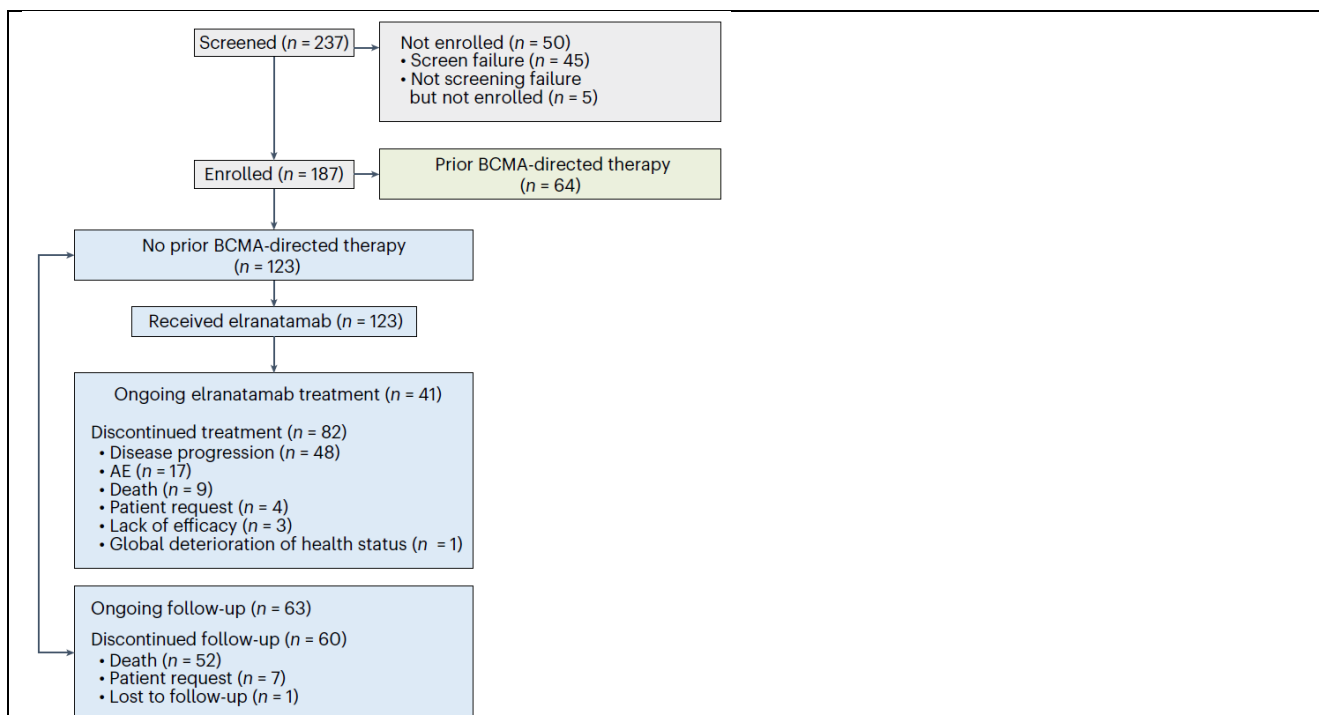 Screened (n = 237)
Not enrolled (n = 50)
• Screen failure (n = 45)
• Not screening failure
but not enrolled (n = 5)
Enrolled (n = 187)
Prior BCMA-directed therapy
(n = 64)
No prior BCMA-directed therapy
(n = 123)
Received elranatamab (n = 123)
Ongoing elranatamab treatment (n = 41)
Discontinued treatment (n = 82)
• Disease progression (n = 48)
• AE (n = 17)
• Death (n = 9)
• Patient request (n = 4)
• Lack of efficacy (n = 3)
• Global deterioration of health status (n = 1)
Ongoing follow-up (n = 63)
Discontinued follow-up (n = 60)
• Death (n = 52)
• Patient request (n = 7)
• Lost to follow-up (n = 1)